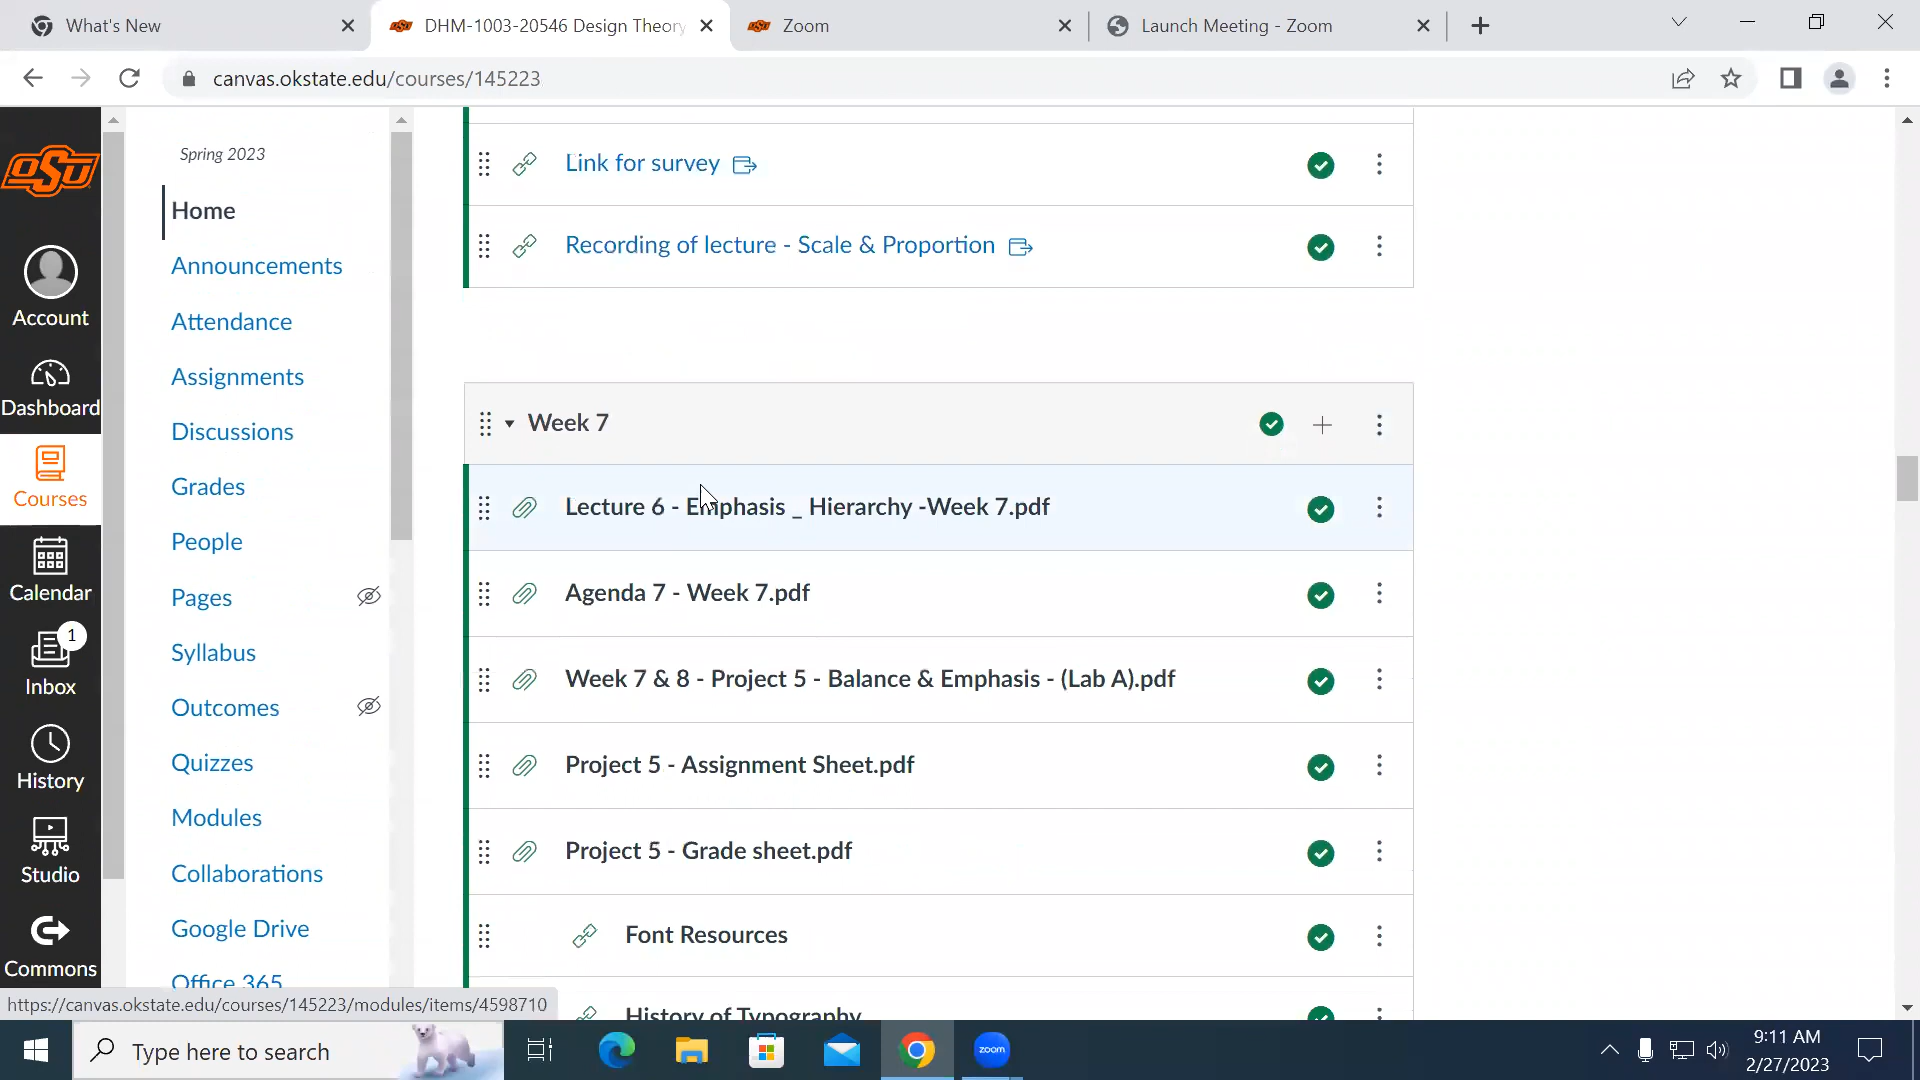 What's New
DHM-1003-20546 Design Theory
Zoom
Launch Meeting - Zoom
canvas.okstate.edu/courses/145223
OSU
Account
Dashboard
Courses
Calendar
1
Inbox
History
Studio
Commons
Spring 2023
Home
Announcements
Attendance
Assignments
Discussions
Grades
People
Pages
Syllabus
Outcomes
Quizzes
Modules
Collaborations
Google Drive
Office 365
Link for survey
Recording of lecture - Scale & Proportion
Week 7
Lecture 6 - Emphasis _ Hierarchy -Week 7.pdf
Agenda 7 - Week 7.pdf
Week 7 & 8 - Project 5 - Balance & Emphasis - (Lab A).pdf
Project 5 - Assignment Sheet.pdf
Project 5 - Grade sheet.pdf
Font Resources
History of Typography
https://canvas.okstate.edu/courses/145223/modules/items/4598710
Type here to search
zoom
9:11 AM
2/27/2023